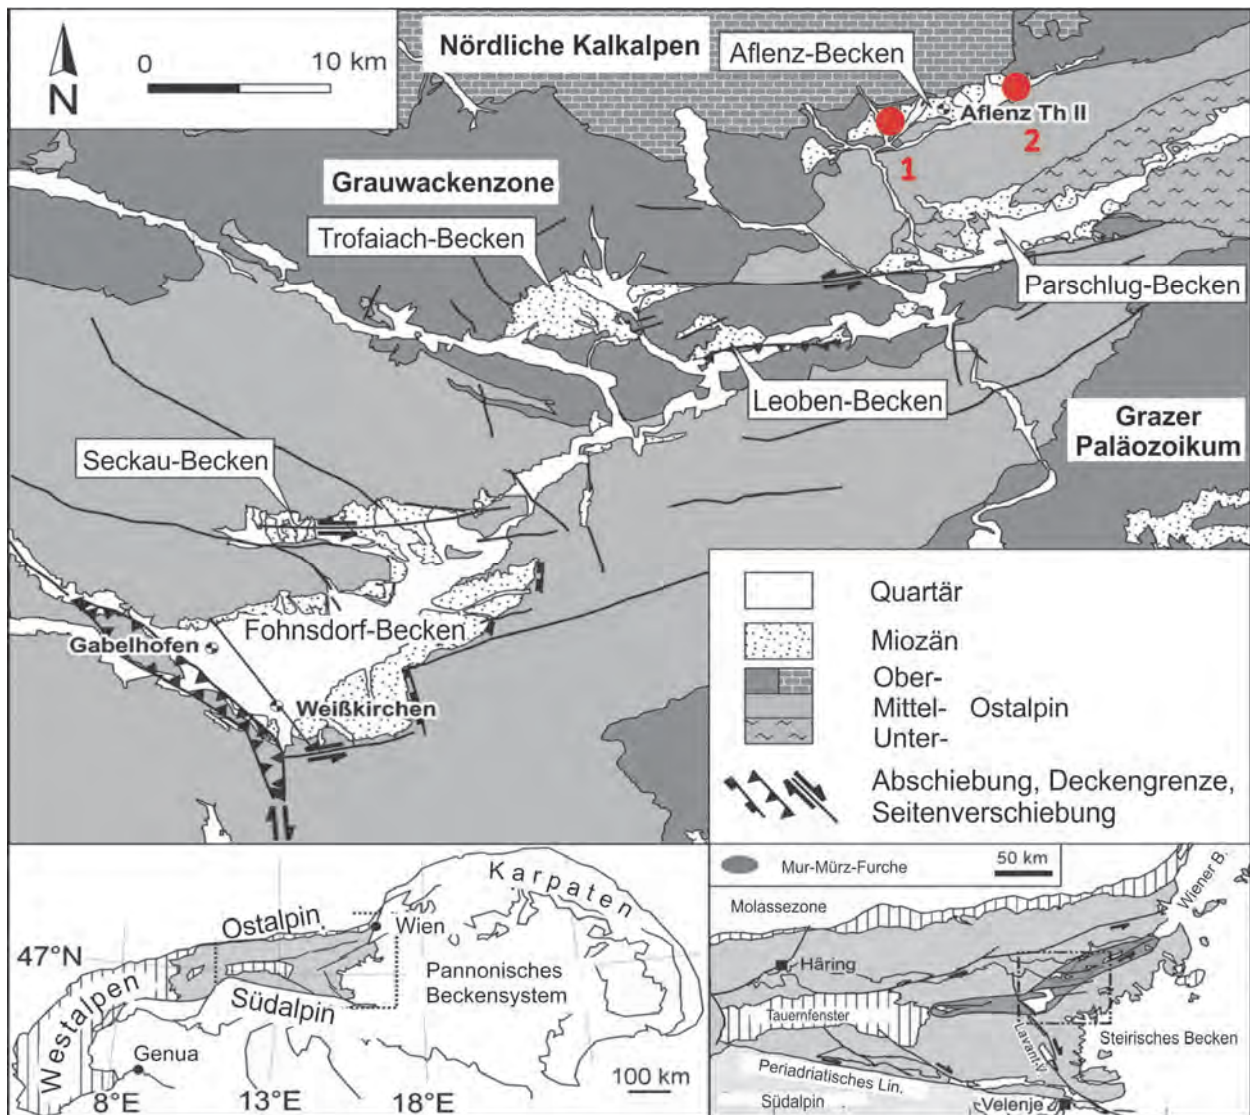 0 10 km
N
Nördliche Kalkalpen
Aflenz-Becken
Aflenz Th II
1
2
Grauwackenzone
Trofaiach-Becken
Parschlug-Becken
Leoben-Becken
Grazer
Paläozoikum
Seckau-Becken
Fohnsdorf-Becken
Gabelhofen
Weißkirchen
Quartär
Miozän
Ober-
Mittel- Ostalpin
Unter-
Abschiebung, Deckengrenze,
Seitenverschiebung
Karpaten
Ostalpin
Wien
47°N
Pannonisches
Beckensystem
Südalpin
Westalpen
Genua
100 km
8°E 13°E 18°E
Mur-Mürz-Furche
50 km
Wiener B.
Molassezone
Häring
Tauernfenster
Steirisches Becken
Lavant-V
Periadriatisches Lin.
Südalpin
Velenje